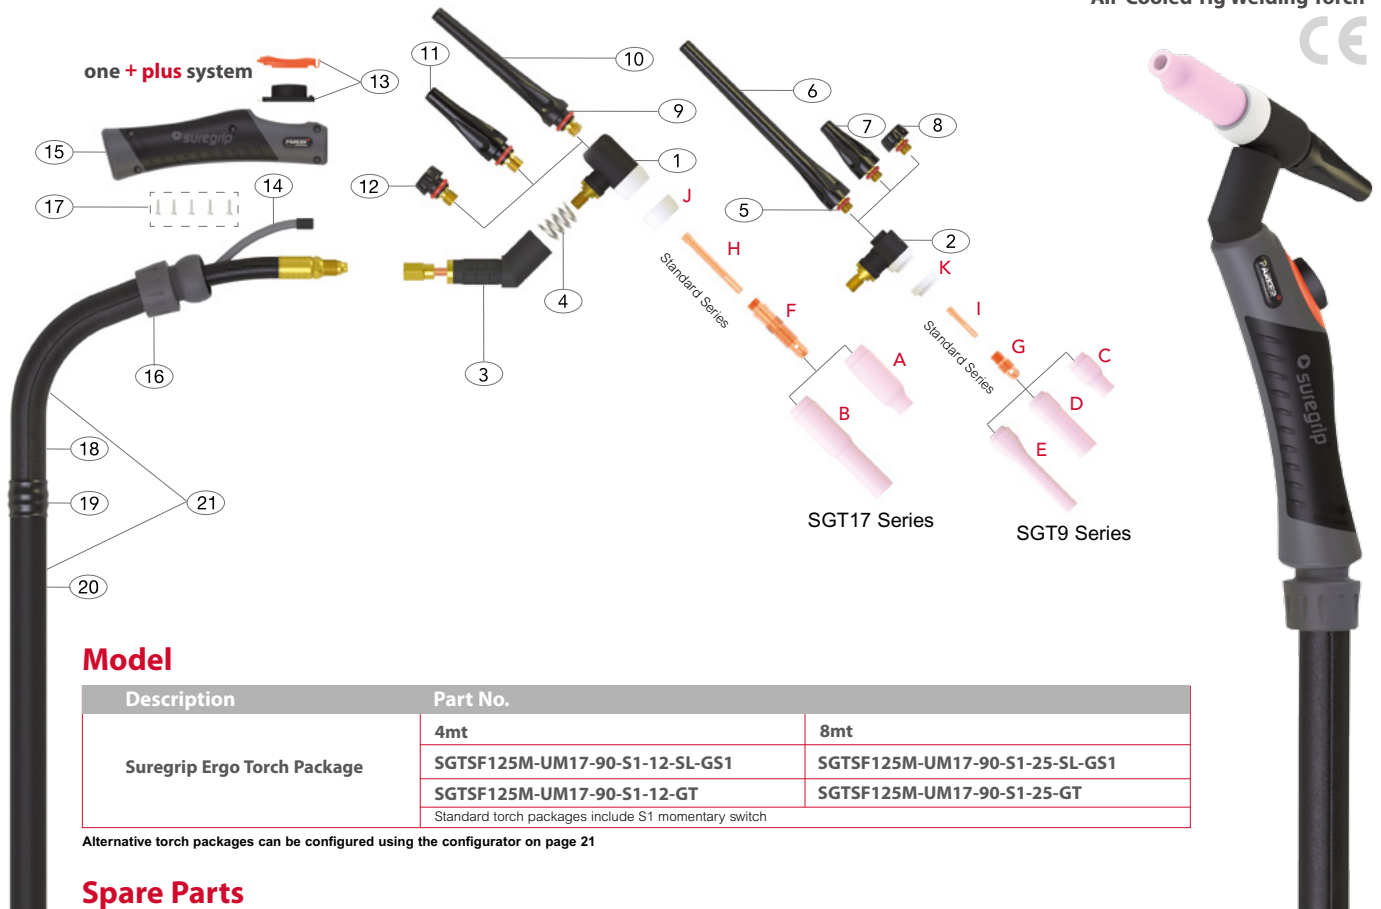 Air Cooled Tig Welding Torch
CE
one + plus system
13
11
10
9
6
7
8
15
suregrip
PARKER
1
12
14
17
J
5
2
K
H
Standard Series
4
F
I
Standard Series
G
C
3
16
A
B
D
E
18
19
21
20
SGT17 Series
SGT9 Series
PARKER
suregrip
Model
Description Part No.
4mt 8mt
Suregrip Ergo Torch Package
SGTSF125M-UM17-90-S1-12-SL-GS1 SGTSF125M-UM17-90-S1-25-SL-GS1
SGTSF125M-UM17-90-S1-12-GT SGTSF125M-UM17-90-S1-25-GT
Standard torch packages include S1 momentary switch
Alternative torch packages can be configured using the configurator on page 21
Spare Parts